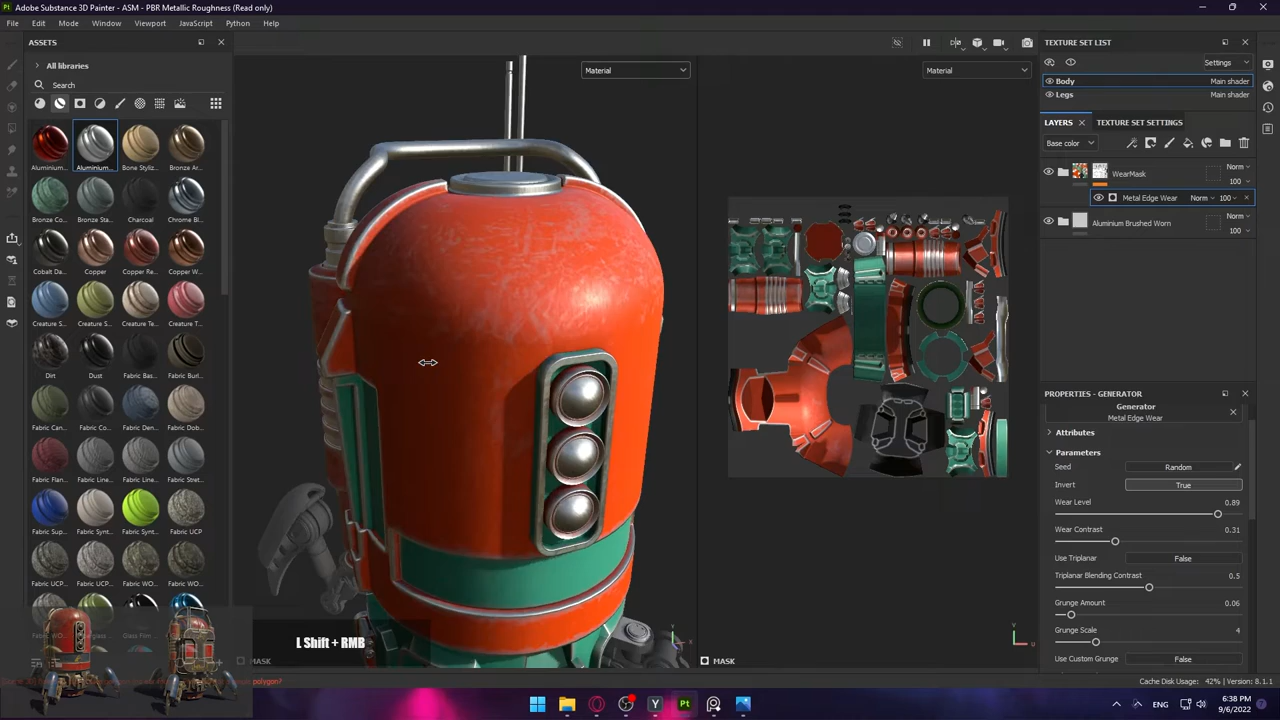 Adobe Substance 3D Painter - ASM - PBR Metallic Roughness (Read only)
File Edit Mode Window Viewport JavaScript Python Help
ASSETS
All libraries
Search
Aluminium... Aluminium... Bone Styliz... Bronze Ar...
Bronze Co... Bronze Sta... Charcoal Chrome Bl...
Cobalt Da... Copper Copper Re... Copper W...
Creature S... Creature S... Creature Te... Creature T...
Dirt Dust Fabric Bas... Fabric Burl...
Fabric Ca... Fabric Co... Fabric Den... Fabric Dob...
Fabric Flan... Fabric Line... Fabric Line... Fabric Stret...
Fabric Sup... Fabric Synt... Fabric Synt... Fabric UCP
Fabric UCP... Fabric UCP... Fabric WO... Fabric WO...
Fabric WO... Glass Film ...
Material
Material
L Shift + RMB
MASK
MASK
polygon?
TEXTURE SET LIST
Settings
Body Main shader
Legs Main shader
LAYERS TEXTURE SET SETTINGS
Base color
WearMask Norm 100
Metal Edge Wear Norm 100
Aluminium Brushed Worn Norm 100
PROPERTIES - GENERATOR
Generator
Metal Edge Wear
Attributes
Parameters
Seed Random
Invert True
Wear Level 0.89
Wear Contrast 0.31
Use Triplanar False
Triplanar Blending Contrast 0.5
Grunge Amount 0.06
Grunge Scale 4
Use Custom Grunge False
Cache Disk Usage: 42% | Version: 8.1.1
ENG
6:38 PM
9/6/2022